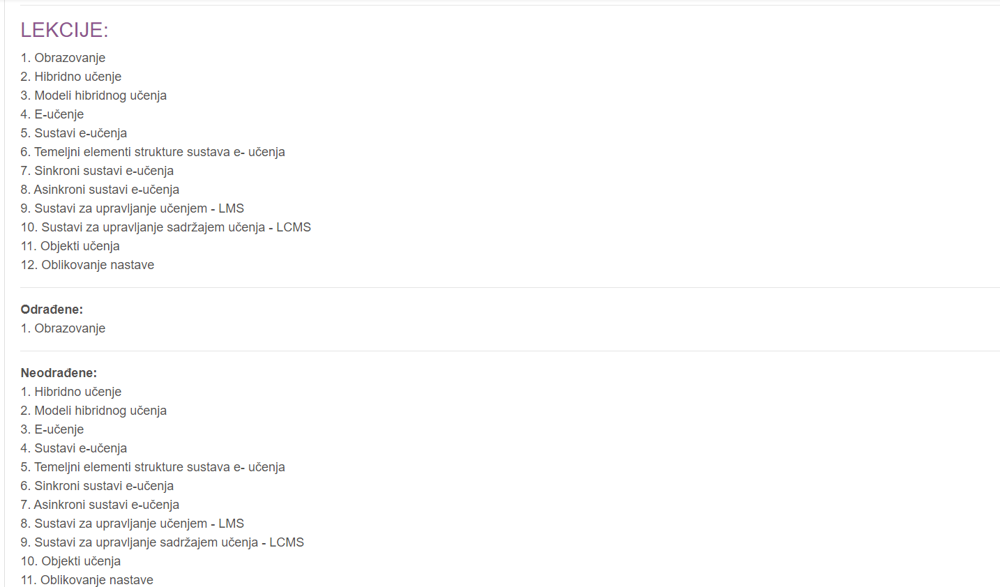 LEKCIJE:
1. Obrazovanje
2. Hibridno učenje
3. Modeli hibridnog učenja
4. E-učenje
5. Sustavi e-učenja
6. Temeljni elementi strukture sustava e- učenja
7. Sinkroni sustavi e-učenja
8. Asinkroni sustavi e-učenja
9. Sustavi za upravljanje učenjem - LMS
10. Sustavi za upravljanje sadržajem učenja - LCMS
11. Objekti učenja
12. Oblikovanje nastave
Odrađene:
1. Obrazovanje
Neodrađene:
1. Hibridno učenje
2. Modeli hibridnog učenja
3. E-učenje
4. Sustavi e-učenja
5. Temeljni elementi strukture sustava e- učenja
6. Sinkroni sustavi e-učenja
7. Asinkroni sustavi e-učenja
8. Sustavi za upravljanje učenjem - LMS
9. Sustavi za upravljanje sadržajem učenja - LCMS
10. Objekti učenja
11. Oblikovanje nastave